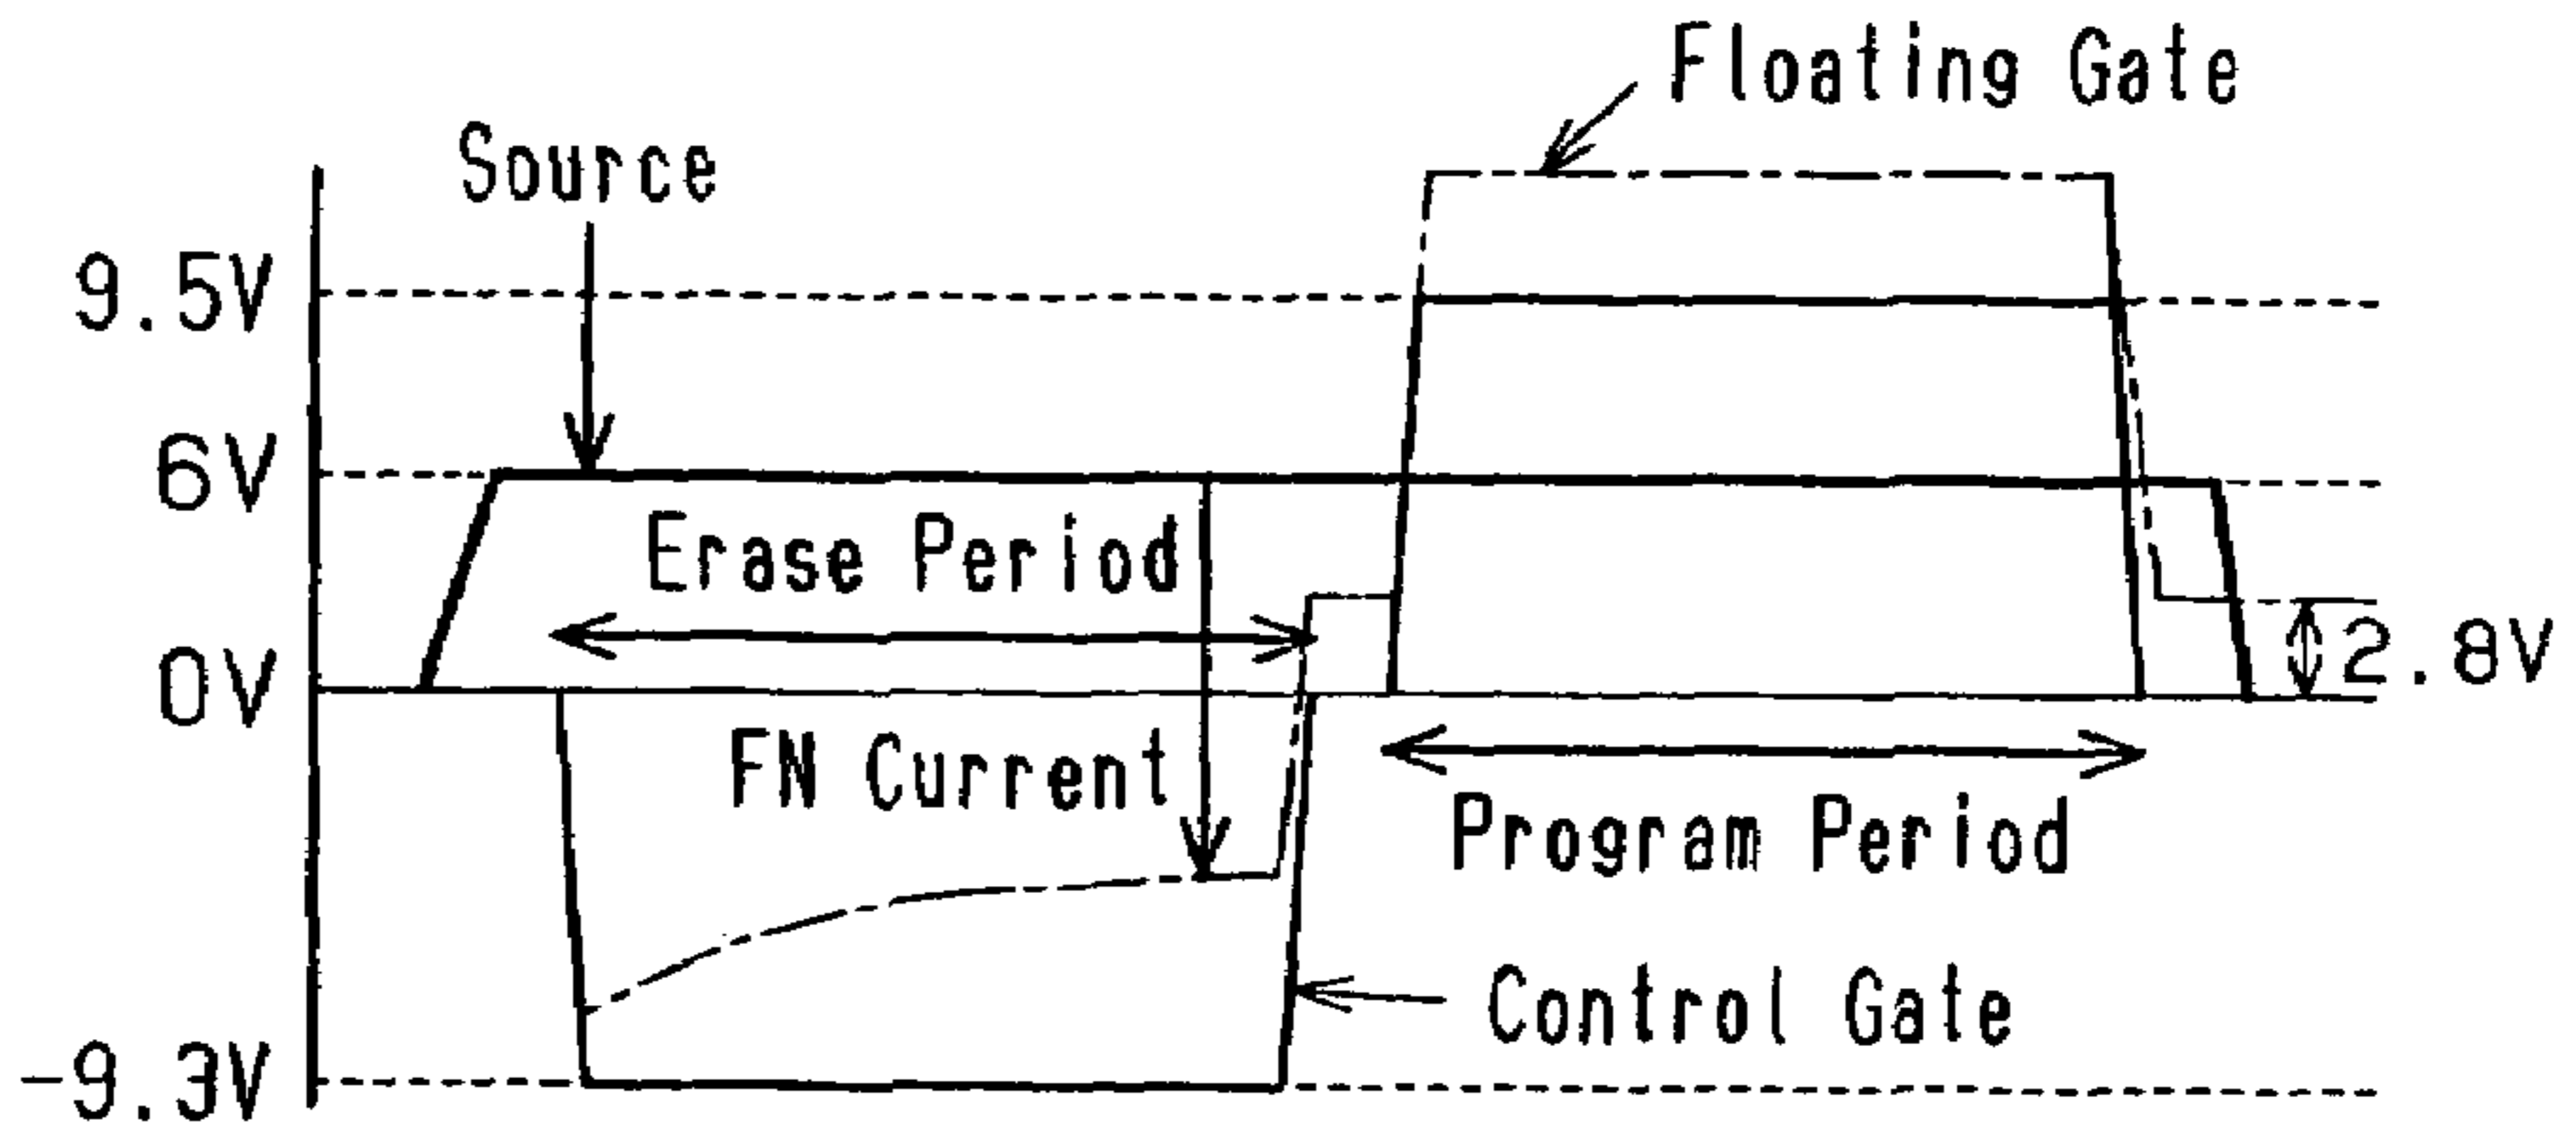 Floating Gate
Source
9.5V
6V
Erase Period
0V
2.8V
FN Current
Program Period
Control Gate
-9.3V